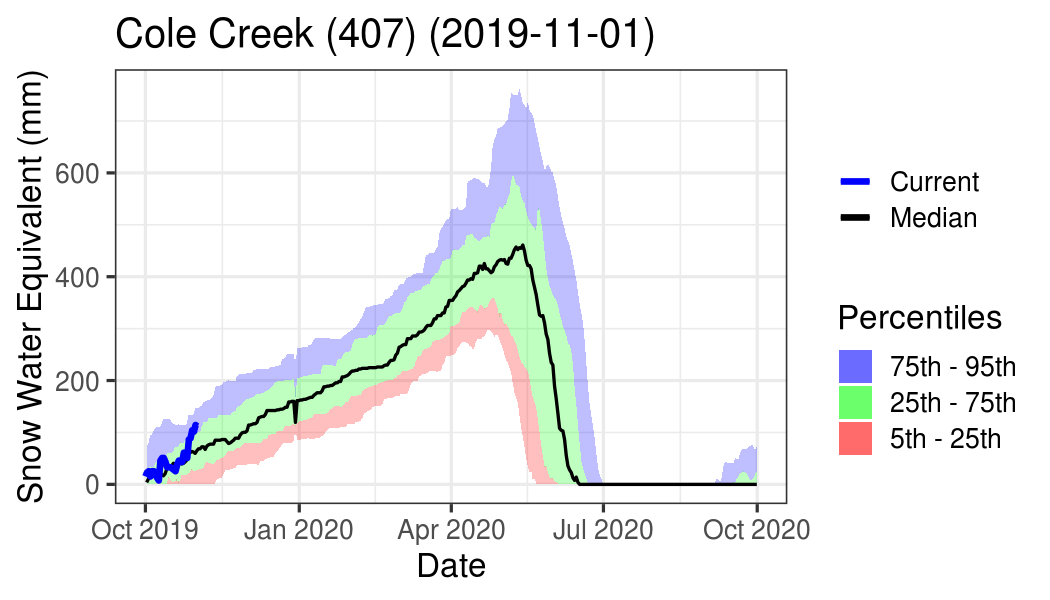 Cole Creek (407) (2019-11-01)
Snow Water Equivalent (mm)
600
400
200
0
Oct 2019
Jan 2020
Apr 2020
Jul 2020
Oct 2020
Date
Current
Median
Percentiles
75th - 95th
25th - 75th
5th - 25th